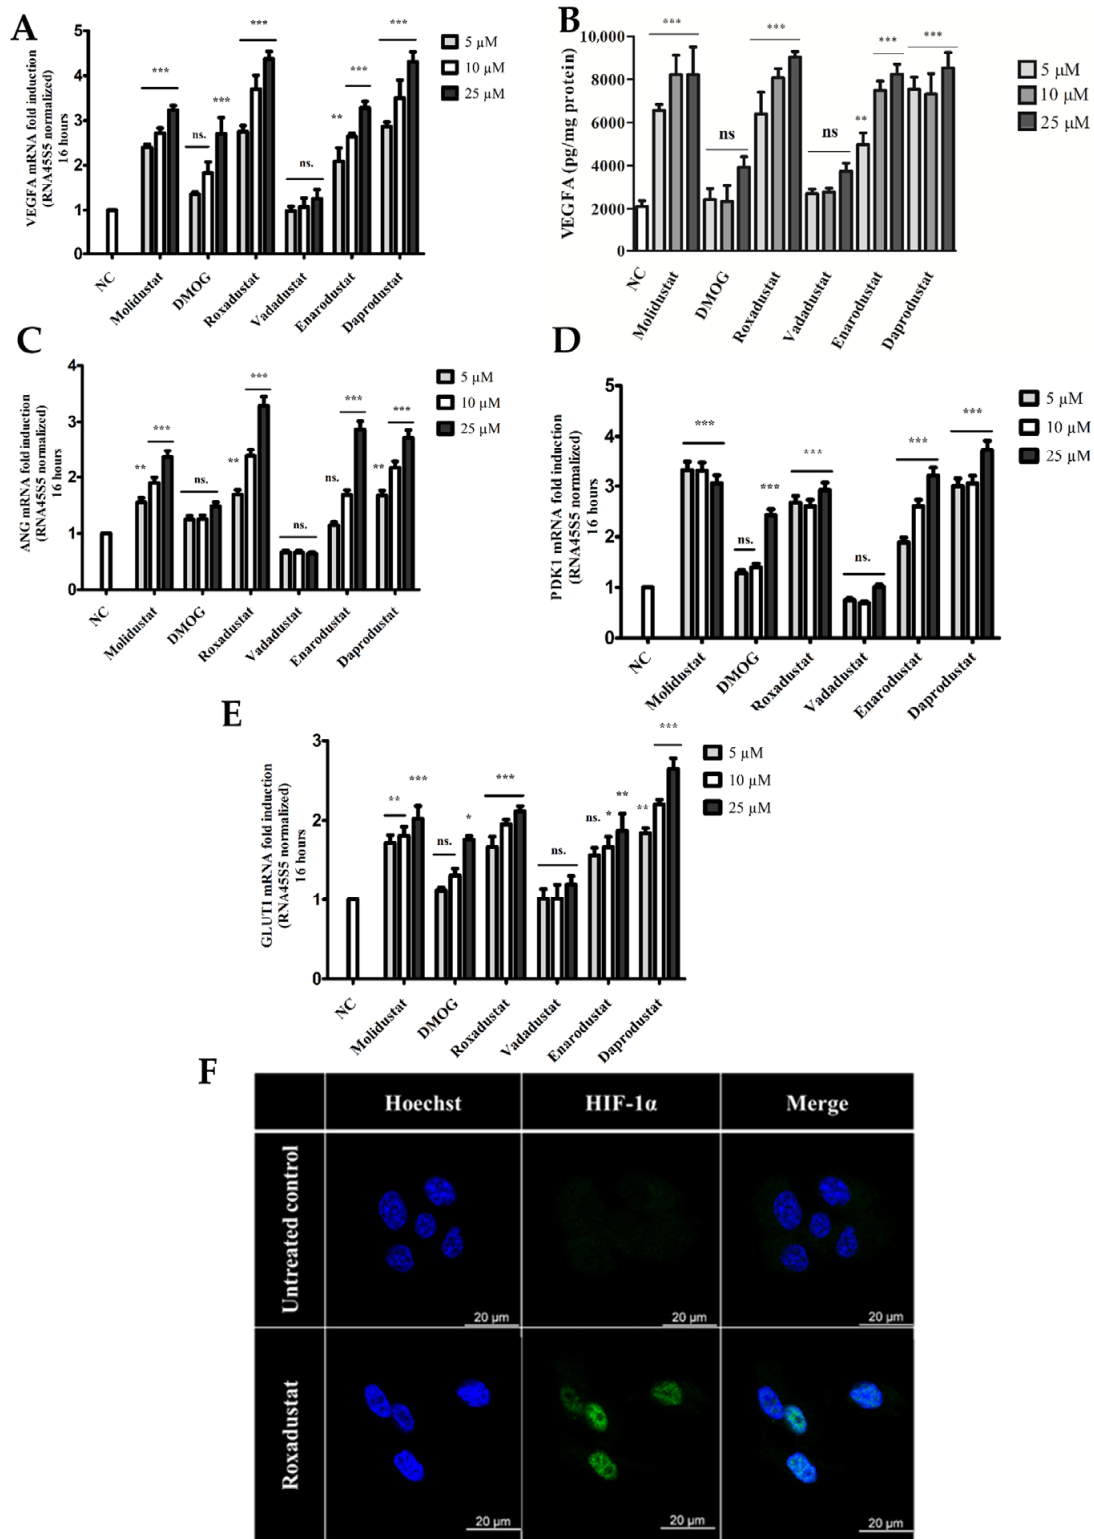 A
VEGFA mRNA fold induction
(RNA45S5 normalized)
16 hours
5
4
3
2
1
0
***
ns.
***
***
ns.
**
***
***
5 µM
10 µM
25 µM
NC
Molidustat
DMOG
Roxadustat
Vadadustat
Enarodustat
Daprodustat
B
VEGFA (pg/mg protein)
10,000
8000
6000
4000
2000
0
***
ns
***
ns
**
***
***
5 µM
10 µM
25 µM
NC
Molidustat
DMOG
Roxadustat
Vadadustat
Enarodustat
Daprodustat
C
ANG mRNA fold induction
(RNA45S5 normalized)
16 hours
4
3
2
1
0
**
***
ns.
**
***
ns.
ns.
***
**
***
5 µM
10 µM
25 µM
NC
Molidustat
DMOG
Roxadustat
Vadadustat
Enarodustat
Daprodustat
D
PDK1 mRNA fold induction
(RNA45S5 normalized)
16 hours
5
4
3
2
1
0
***
ns.
***
***
ns.
***
***
5 µM
10 µM
25 µM
NC
Molidustat
DMOG
Roxadustat
Vadadustat
Enarodustat
Daprodustat
E
GLUT1 mRNA fold induction
(RNA45S5 normalized)
16 hours
3
2
1
0
**
***
ns.
*
***
ns.
ns.
*
**
**
***
5 µM
10 µM
25 µM
NC
Molidustat
DMOG
Roxadustat
Vadadustat
Enarodustat
Daprodustat
F
Hoechst
HIF-1α
Merge
Untreated control
20 µm
20 µm
20 µm
Roxadustat
20 µm
20 µm
20 µm